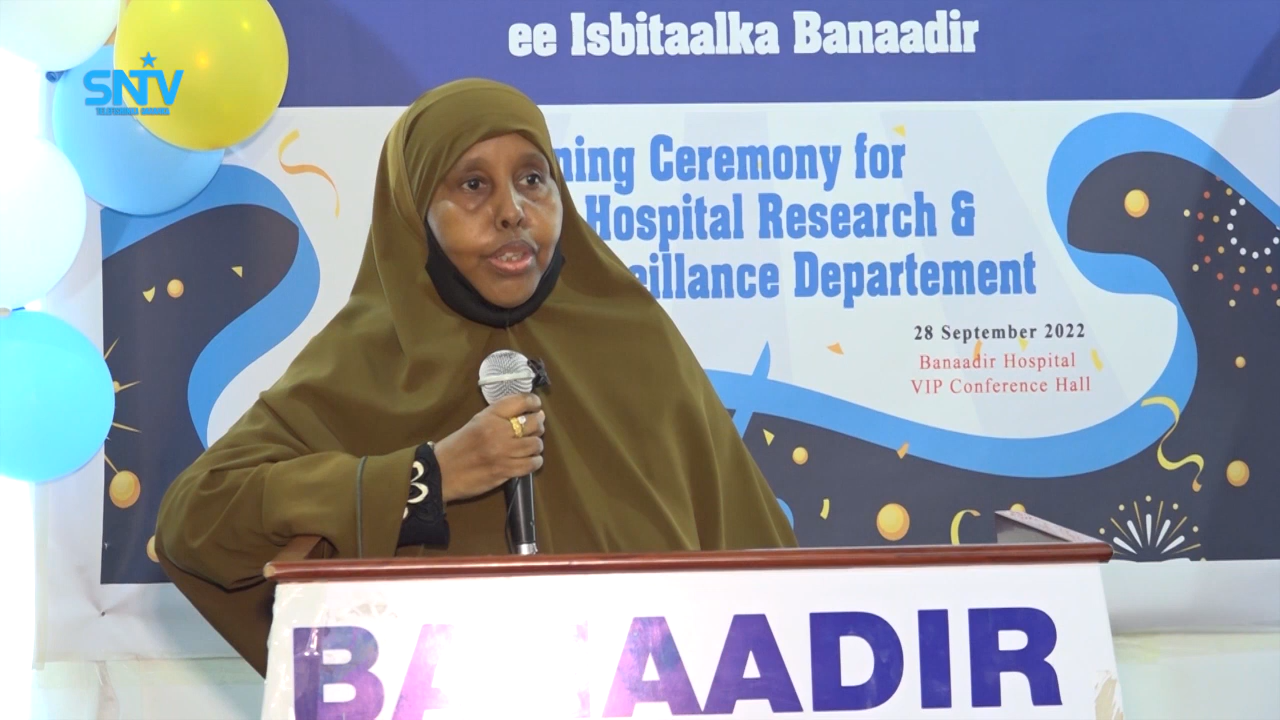 SNTV
ee Isbitaalka Banaadir
ning Ceremony for
Hospital Research &
eillance Departement
28 September 2022
Banaadir Hospital
VIP Conference Hall
BANAADIR